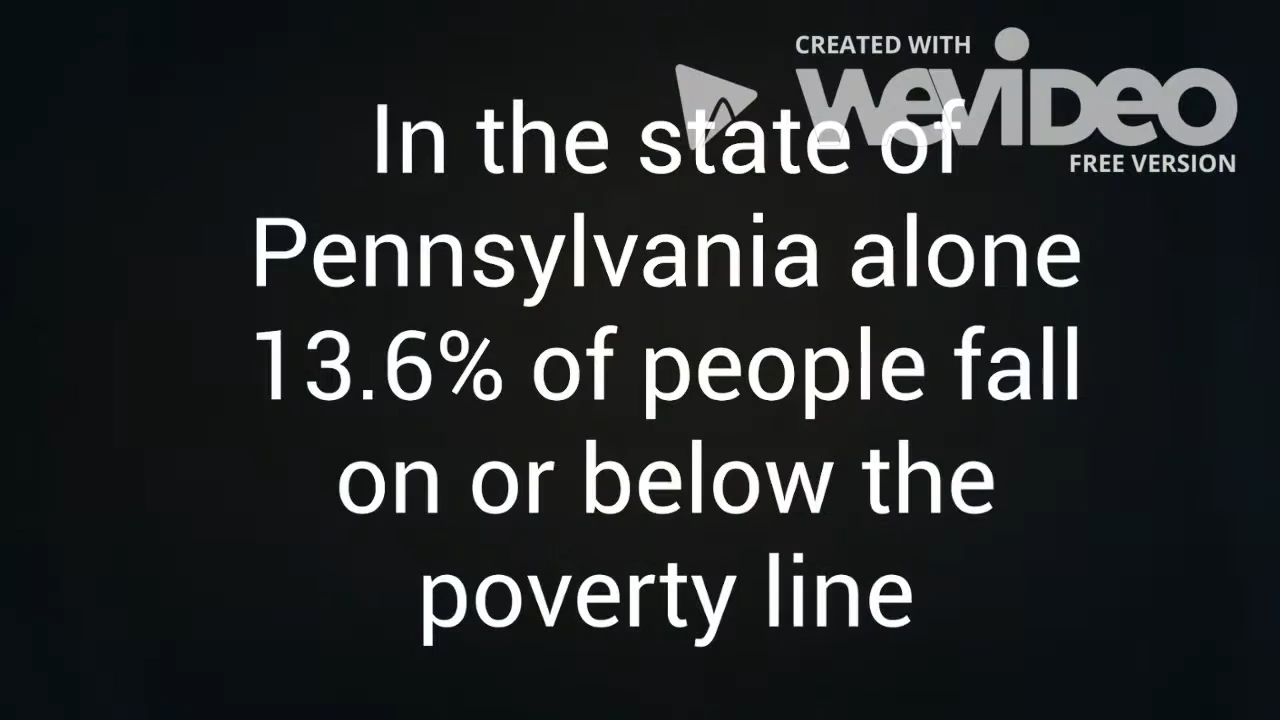 CREATED WITH
WeVIDEO
FREE VERSION
In the state of
Pennsylvania alone
13.6% of people fall
on or below the
poverty line